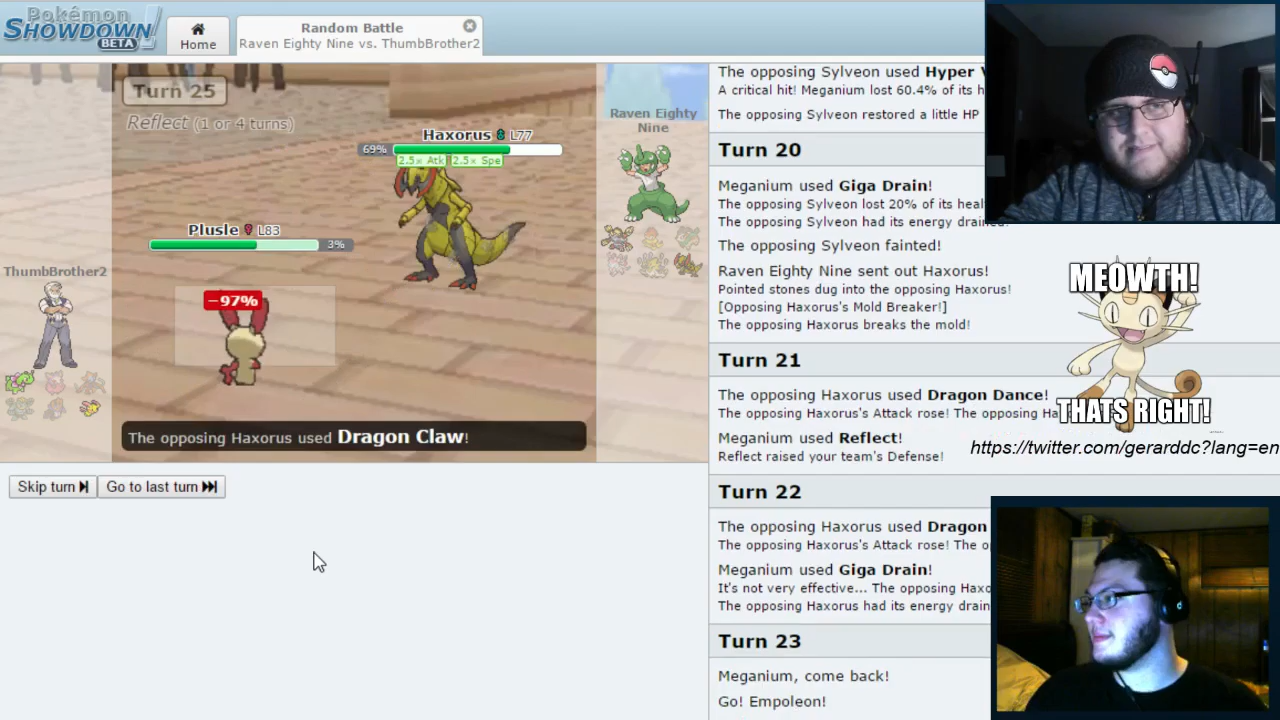 Pokémon
SHOWDOWN!
BETA
Home
Random Battle
Raven Eighty Nine vs. ThumbBrother2
Turn 25
Reflect (1 or 4 turns)
Haxorus L77
69%
2.5× Atk 2.5× Spe
Plusle L83
3%
−97%
ThumbBrother2
Raven Eighty
Nine
The opposing Haxorus used Dragon Claw!
Skip turn
Go to last turn
The opposing Sylveon used Hyper
A critical hit! Meganium lost 60.4% of its
The opposing Sylveon restored a little HP
Turn 20
Meganium used Giga Drain!
The opposing Sylveon lost 20% of its
The opposing Sylveon had its energy
The opposing Sylveon fainted!
Raven Eighty Nine sent out Haxorus!
Pointed stones dug into the opposing Haxorus!
[Opposing Haxorus's Mold Breaker!]
The opposing Haxorus breaks the mold!
Turn 21
The opposing Haxorus used Dragon Dance!
The opposing Haxorus's Attack rose! The opposing
Meganium used Reflect!
Reflect raised your team's Defense!
Turn 22
The opposing Haxorus used Dragon
The opposing Haxorus's Attack rose! The
Meganium used Giga Drain!
It's not very effective... The opposing
The opposing Haxorus had its energy
Turn 23
Meganium, come back!
Go! Empoleon!
MEOWTH!
THATS RIGHT!
https://twitter.com/gerarddc?lang=en